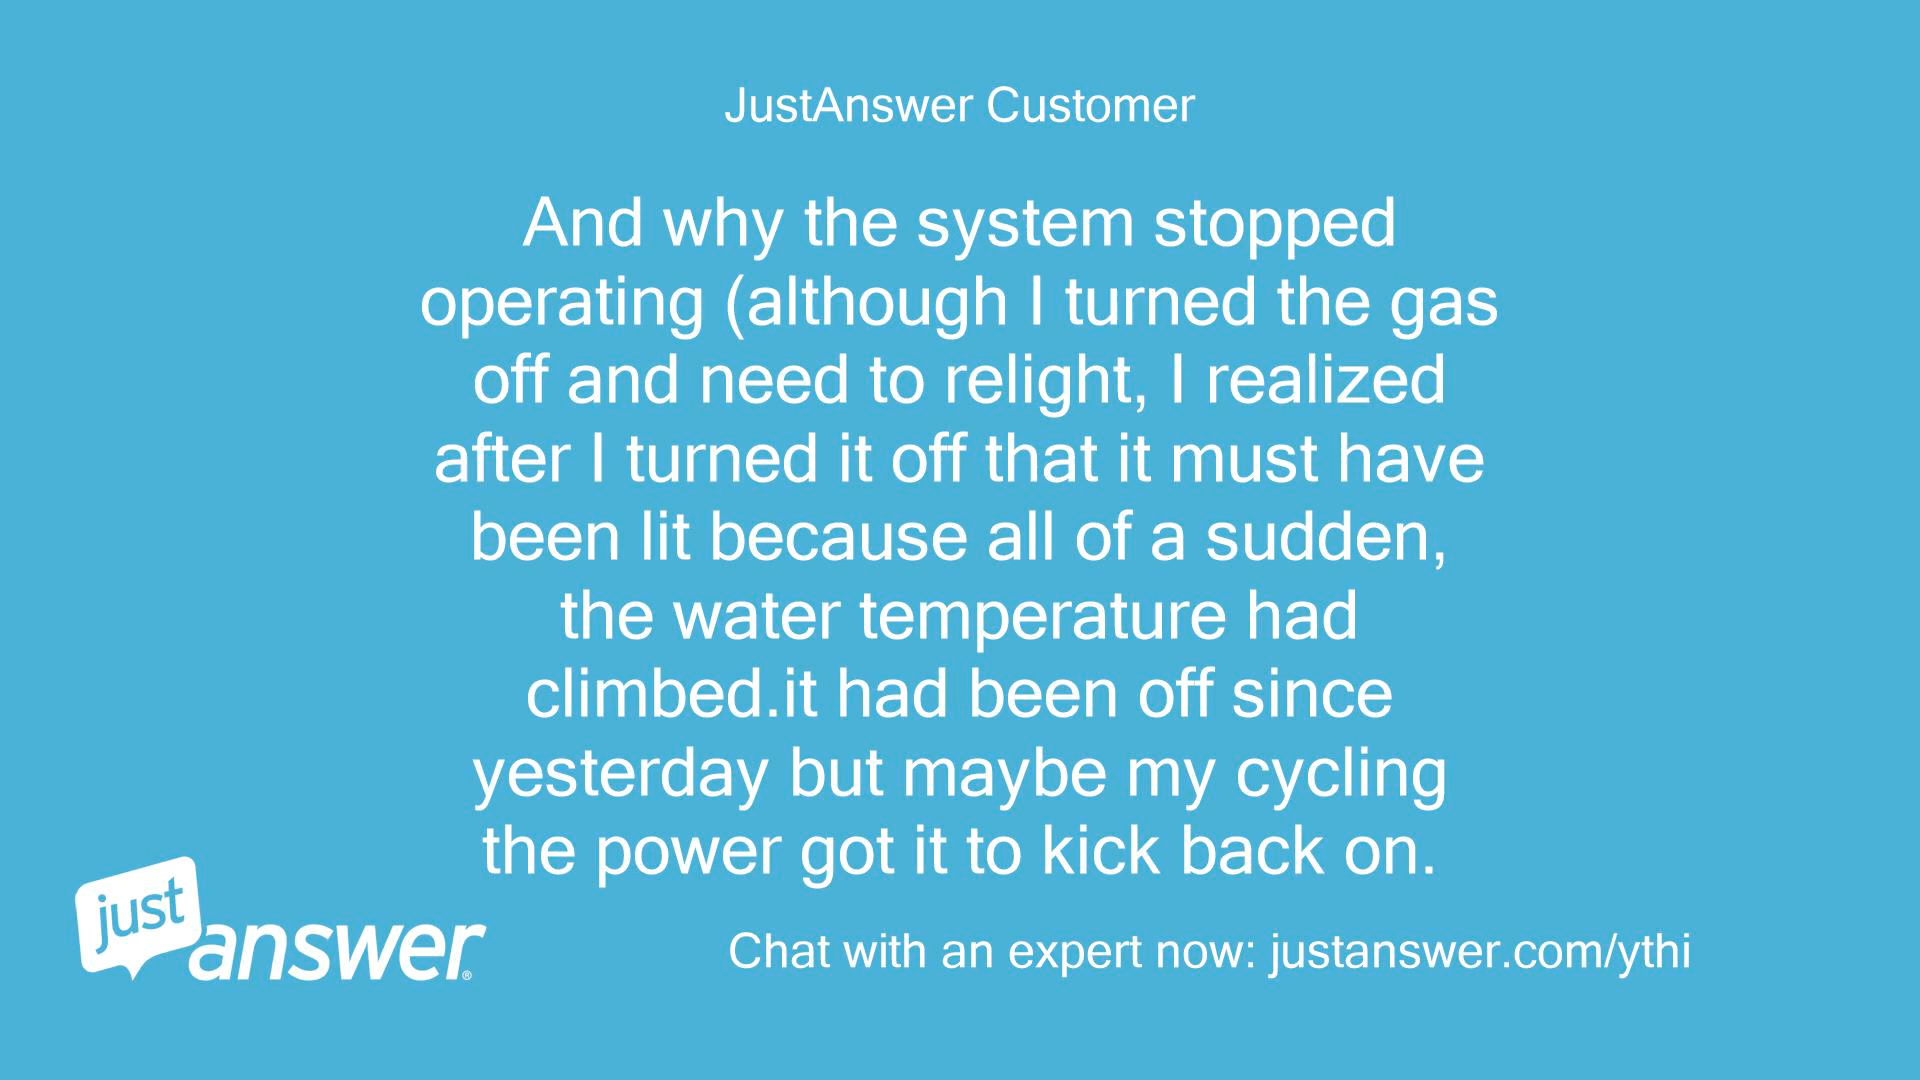 JustAnswer Customer
And why the system stopped
operating (although I turned the gas
off and need to relight, I realized
after I turned it off that it must have
been lit because all of a sudden,
the water temperature had
climbed.it had been off since
yesterday but maybe my cycling
the power got it to kick back on.
just
answer®
Chat with an expert now: justanswer.com/ythi